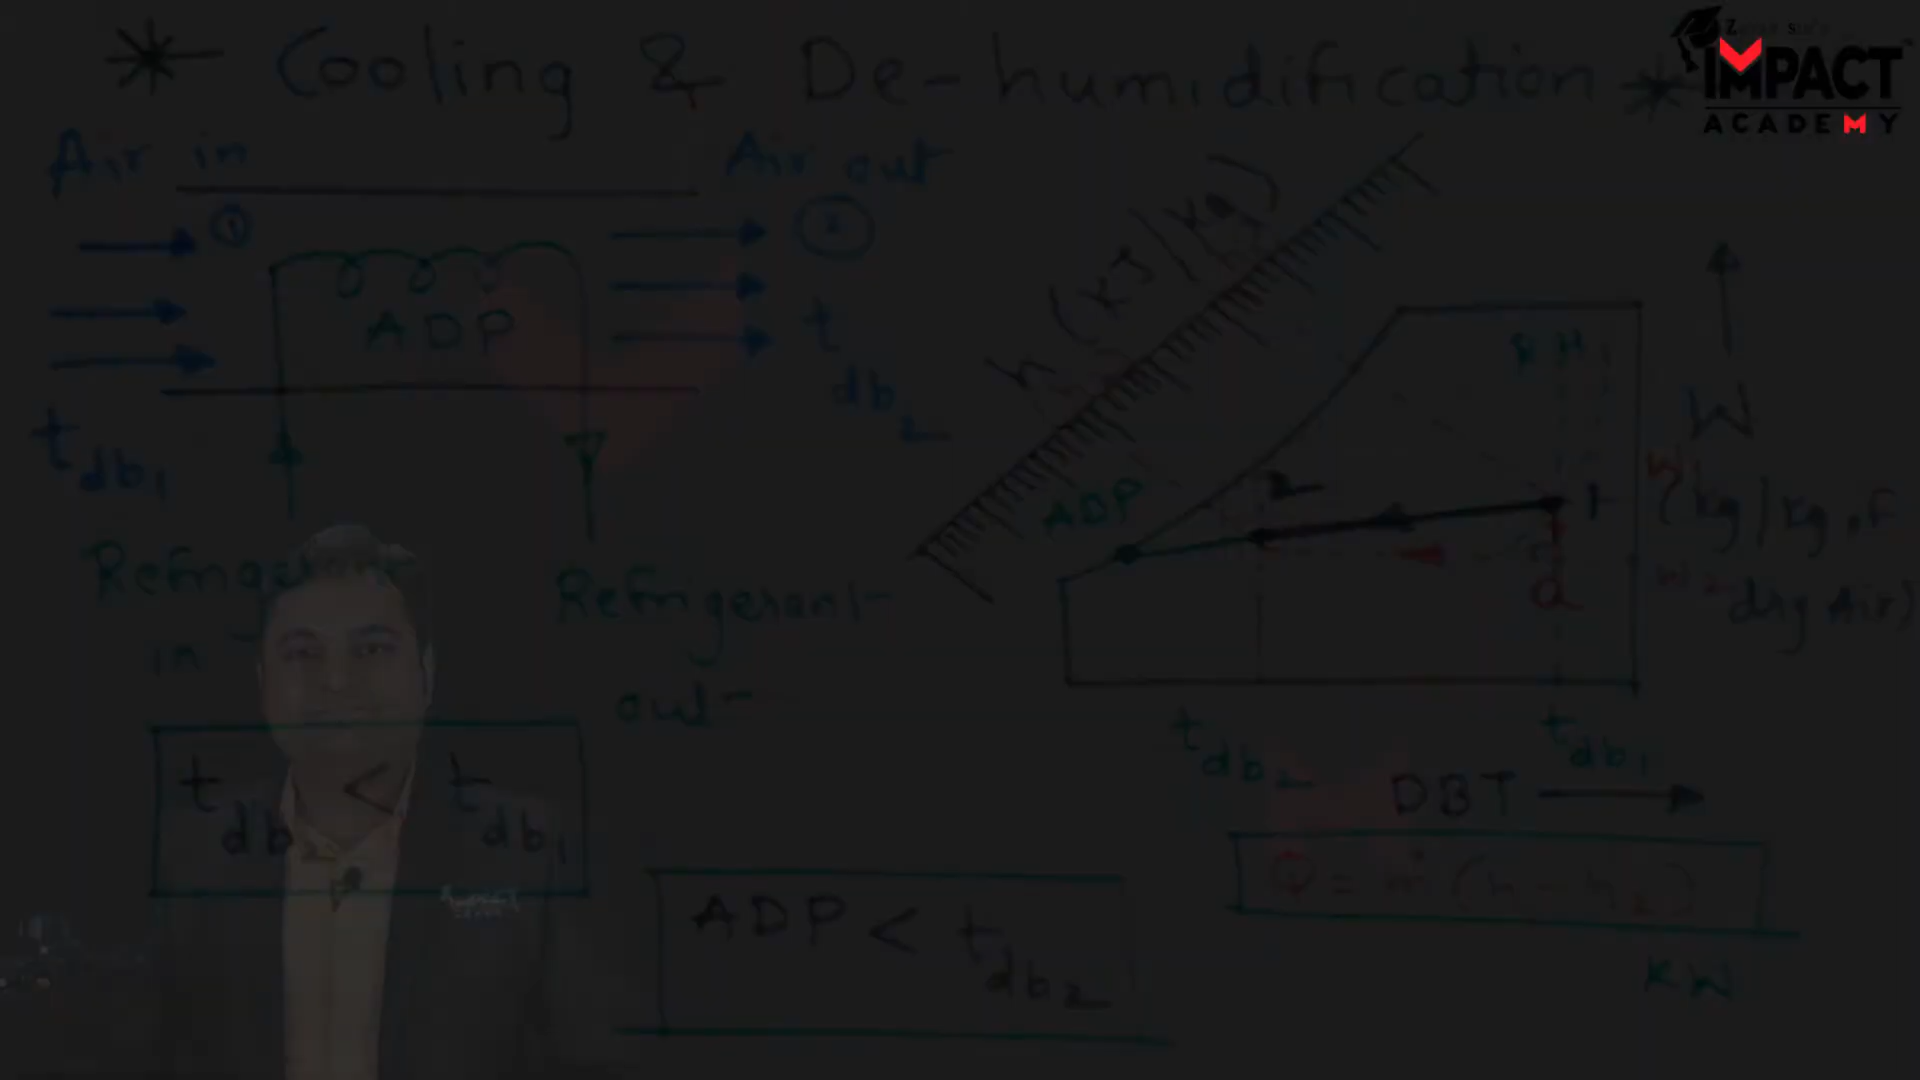 * Cooling & De-humidification *
IMPACT
ACADEMY
Air in
Air out
1
2
ADP
t db1
t db2
h (kJ/kg)
RH
W
(kg/kg of
dry Air)
ADP
2
1
a
Refrigerant
in
Refrigerant
out
t db2
t db1
DBT
t db2 < t db1
ADP < t db2
kW